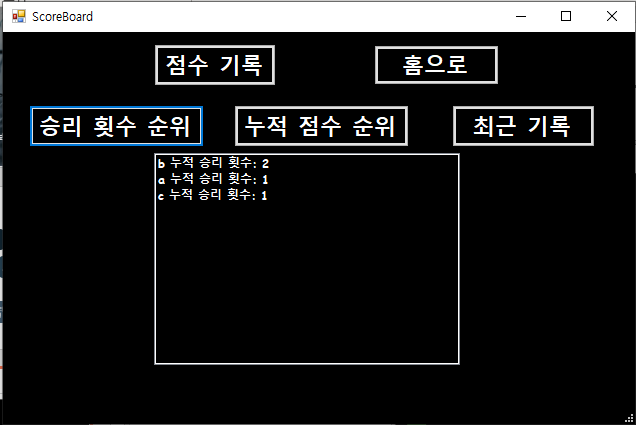 ScoreBoard
점수 기록 홈으로
승리 횟수 순위 누적 점수 순위 최근 기록
b 누적 승리 횟수: 2
a 누적 승리 횟수: 1
c 누적 승리 횟수: 1